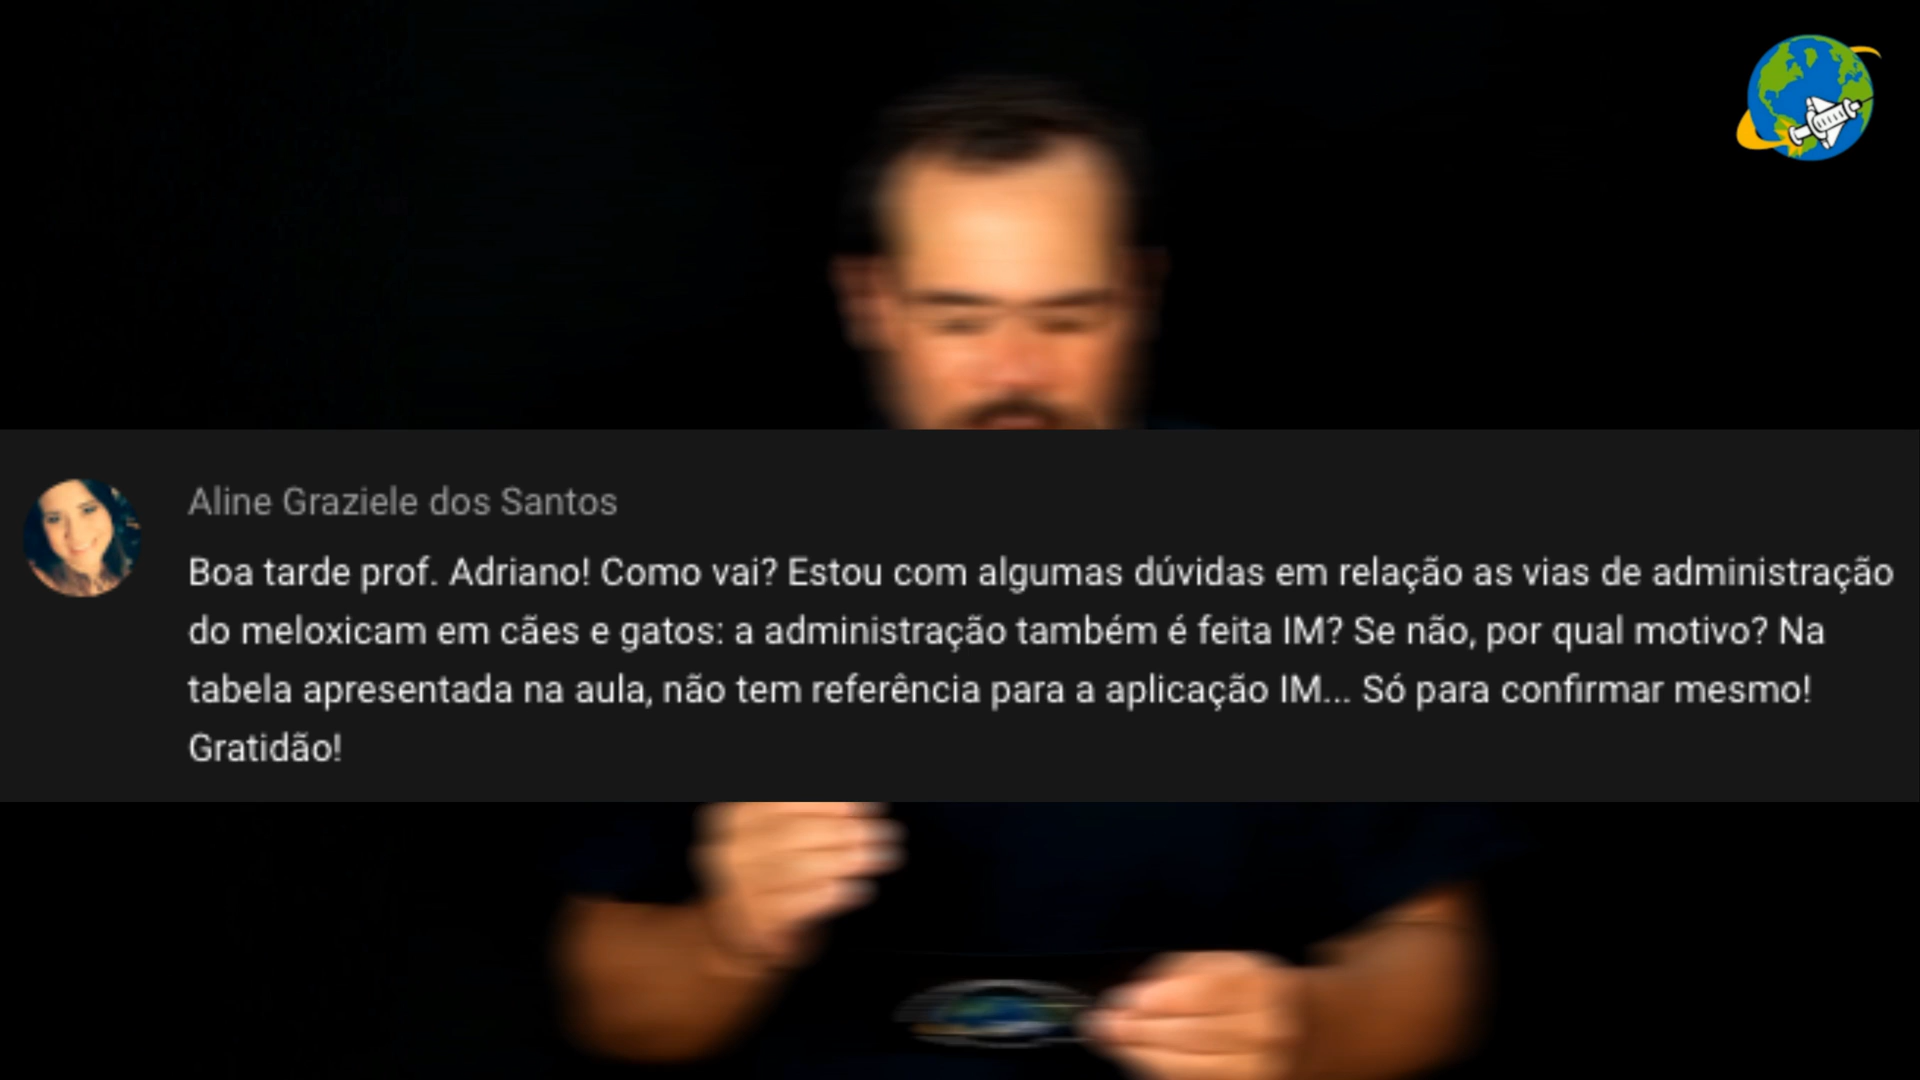 Aline Graziele dos Santos
Boa tarde prof. Adriano! Como vai? Estou com algumas dúvidas em relação as vias de administração
do meloxicam em cães e gatos: a administração também é feita IM? Se não, por qual motivo? Na
tabela apresentada na aula, não tem referência para a aplicação IM... Só para confirmar mesmo!
Gratidão!